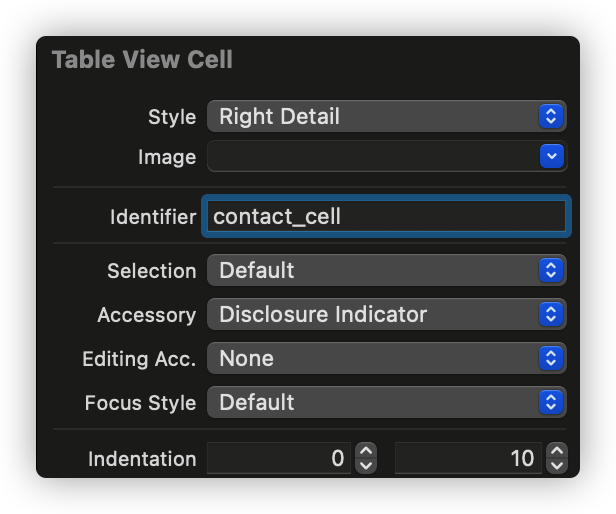 Table View Cell
Style Right Detail
Image
Identifier contact_cell
Selection Default
Accessory Disclosure Indicator
Editing Acc. None
Focus Style Default
Indentation 0 10